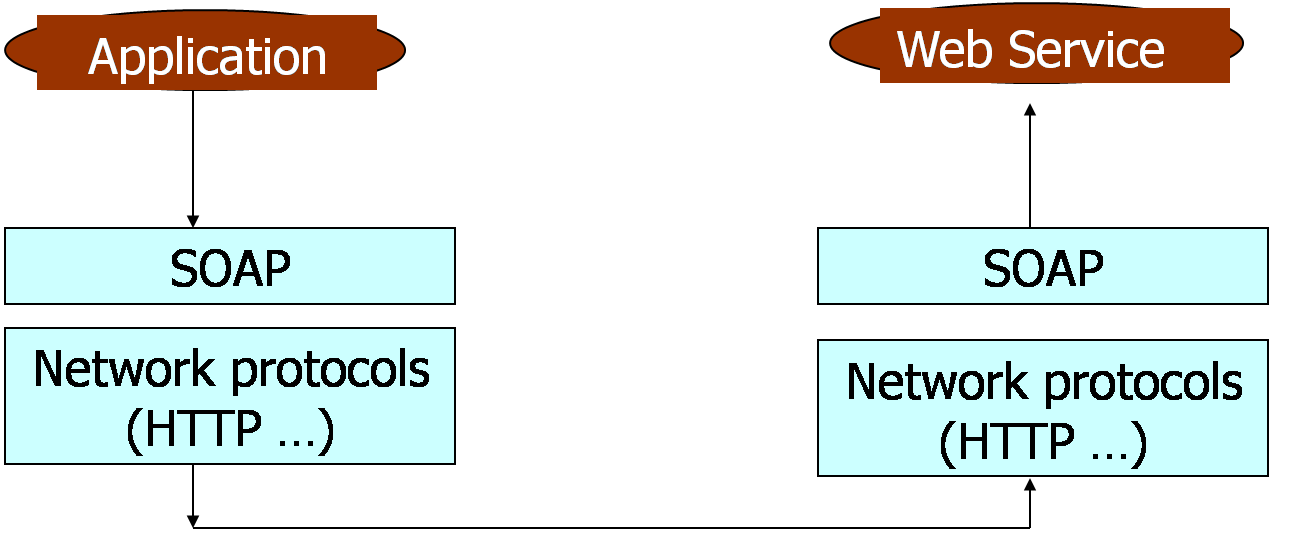 Application
Web Service
SOAP
SOAP
Network protocols
(HTTP ...)
Network protocols
(HTTP ...)